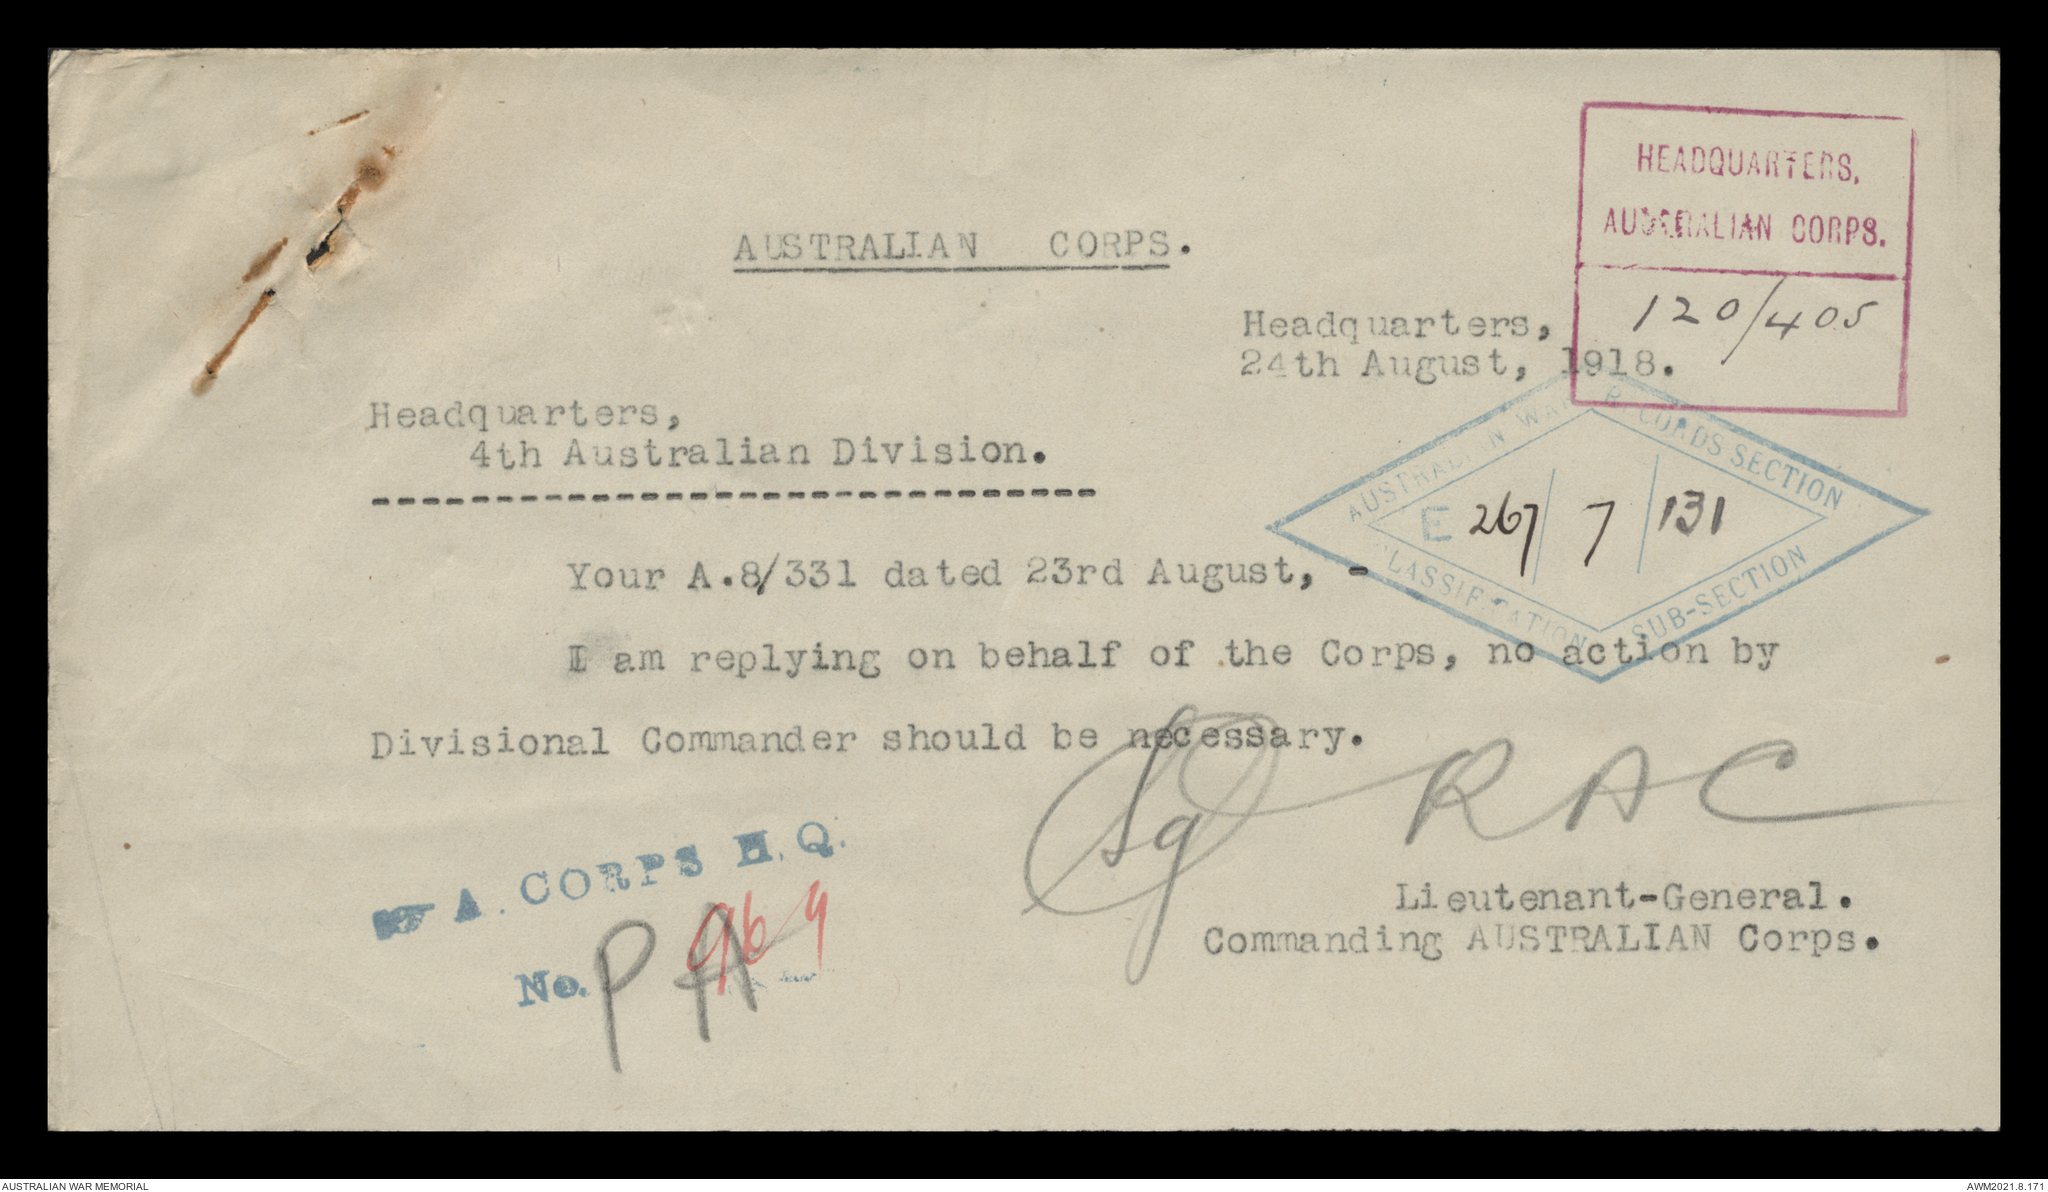 HEADQUARTERS,
AUSTRALIAN CORPS.
120/405
AUSTRALIAN CORPS.
Headquarters,
24th August, 1918.
Headquarters,
4th Australian Division.
AUSTRALIAN WAR RECORDS SECTION
E 267/7/131
CLASSIFICATION SUB-SECTION
Your A.8/331 dated 23rd August, -
I am replying on behalf of the Corps, no action by
Divisional Commander should be necessary.
Sg RAC
Lieutenant-General.
Commanding AUSTRALIAN Corps.
A. CORPS H.Q.
No.
PA
AUSTRALIAN WAR MEMORIAL
AWM2021.8.171